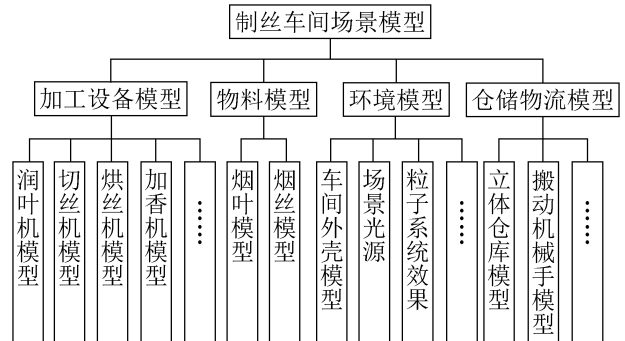 制丝车间场景模型
加工设备模型
物料模型
环境模型
仓储物流模型
润叶机模型
切丝机模型
烘丝机模型
加香机模型
……
烟叶模型
烟丝模型
车间外壳模型
场景光源
粒子系统效果
……
立体仓库模型
搬动机械手模型
……